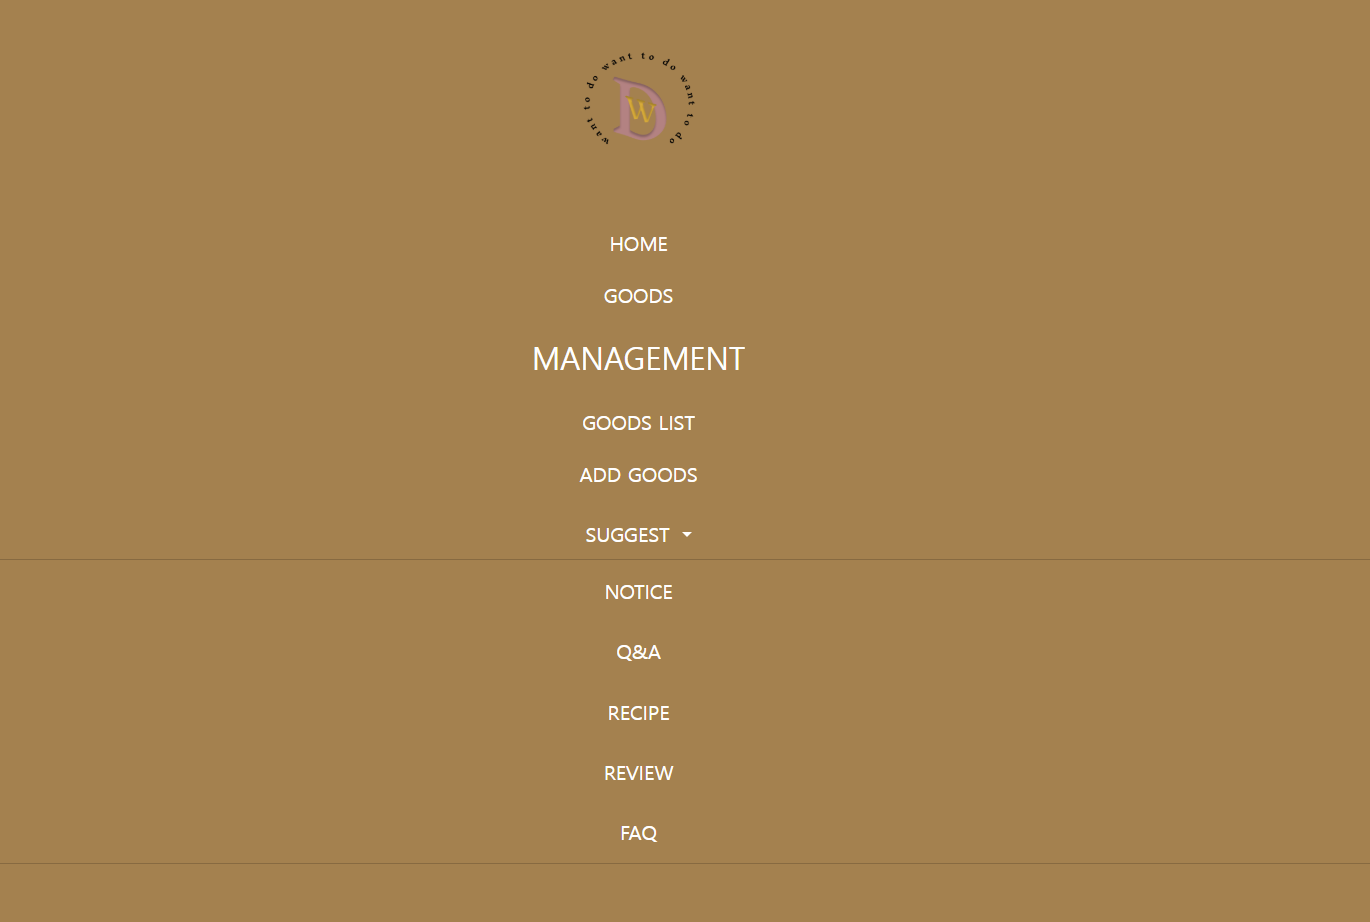 want to do want to do want to do
DW
HOME
GOODS
MANAGEMENT
GOODS LIST
ADD GOODS
SUGGEST
NOTICE
Q&A
RECIPE
REVIEW
FAQ